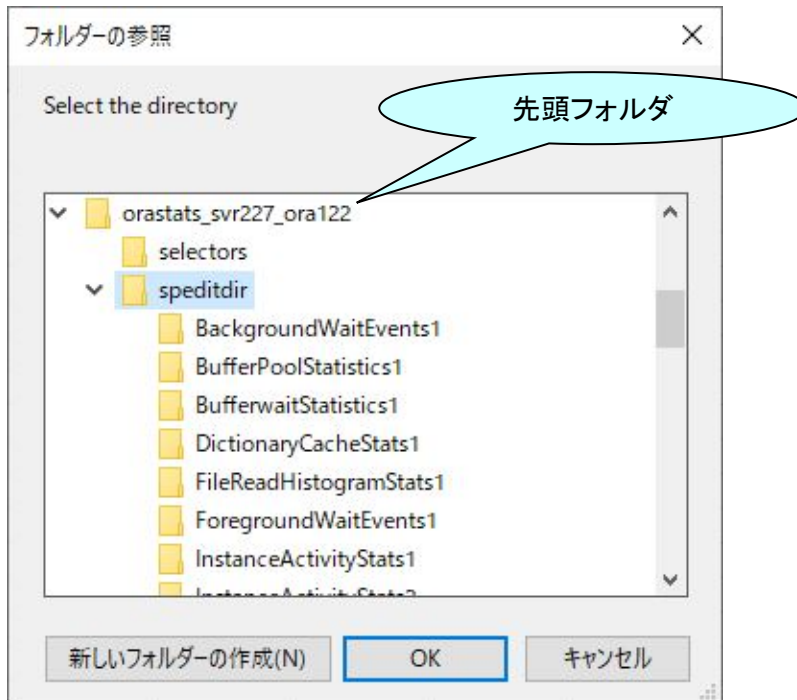 フォルダーの参照
Select the directory
先頭フォルダ
orastats_svr227_ora122
selectors
speditdir
BackgroundWaitEvents1
BufferPoolStatistics1
BufferwaitStatistics1
DictionaryCacheStats1
FileReadHistogramStats1
ForegroundWaitEvents1
InstanceActivityStats1
新しいフォルダーの作成(N)
OK
キャンセル